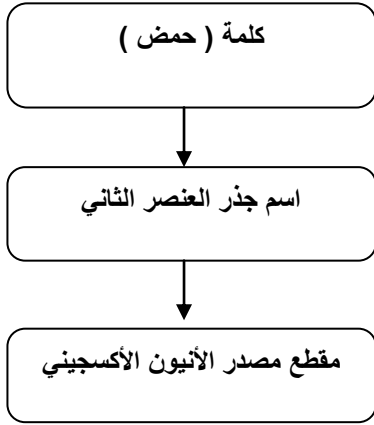 كلمة ( حمض )
اسم جذر العنصر الثاني
مقطع مصدر الأنيون الأكسجيني